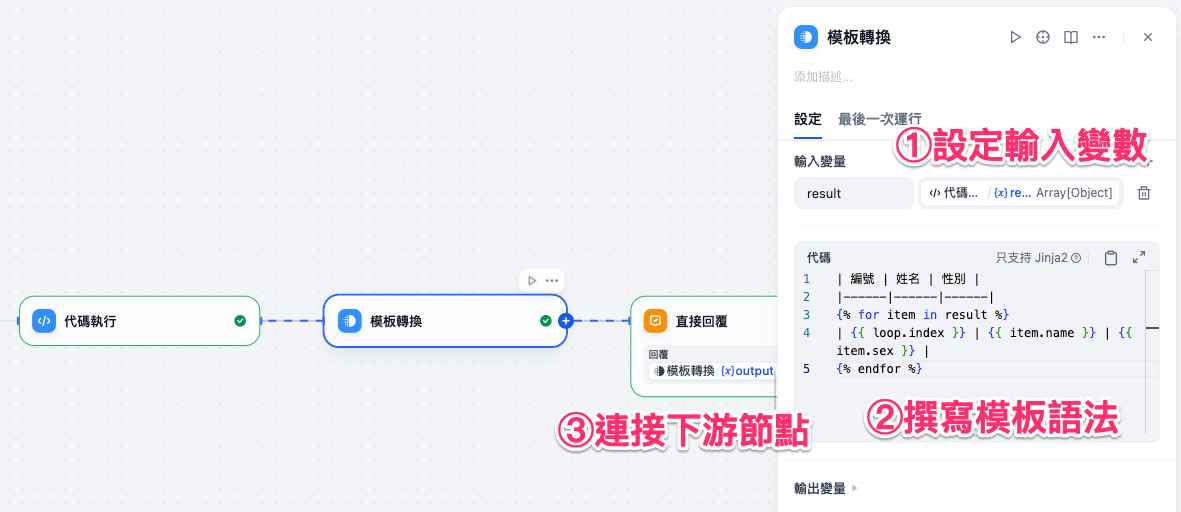 模板轉換
添加描述...
設定 最後一次運行
①設定輸入變數
輸入變量
result 代碼... / {x} re... Array[Object]
代碼 只支持 Jinja2
1 | 編號 | 姓名 | 性別 |
2 |------|------|------|
3 {% for item in result %}
4 | {{ loop.index }} | {{ item.name }} | {{
item.sex }} |
5 {% endfor %}
②撰寫模板語法
輸出變量
代碼執行
模板轉換
直接回覆
回覆
模板轉換 / {x} output
③連接下游節點